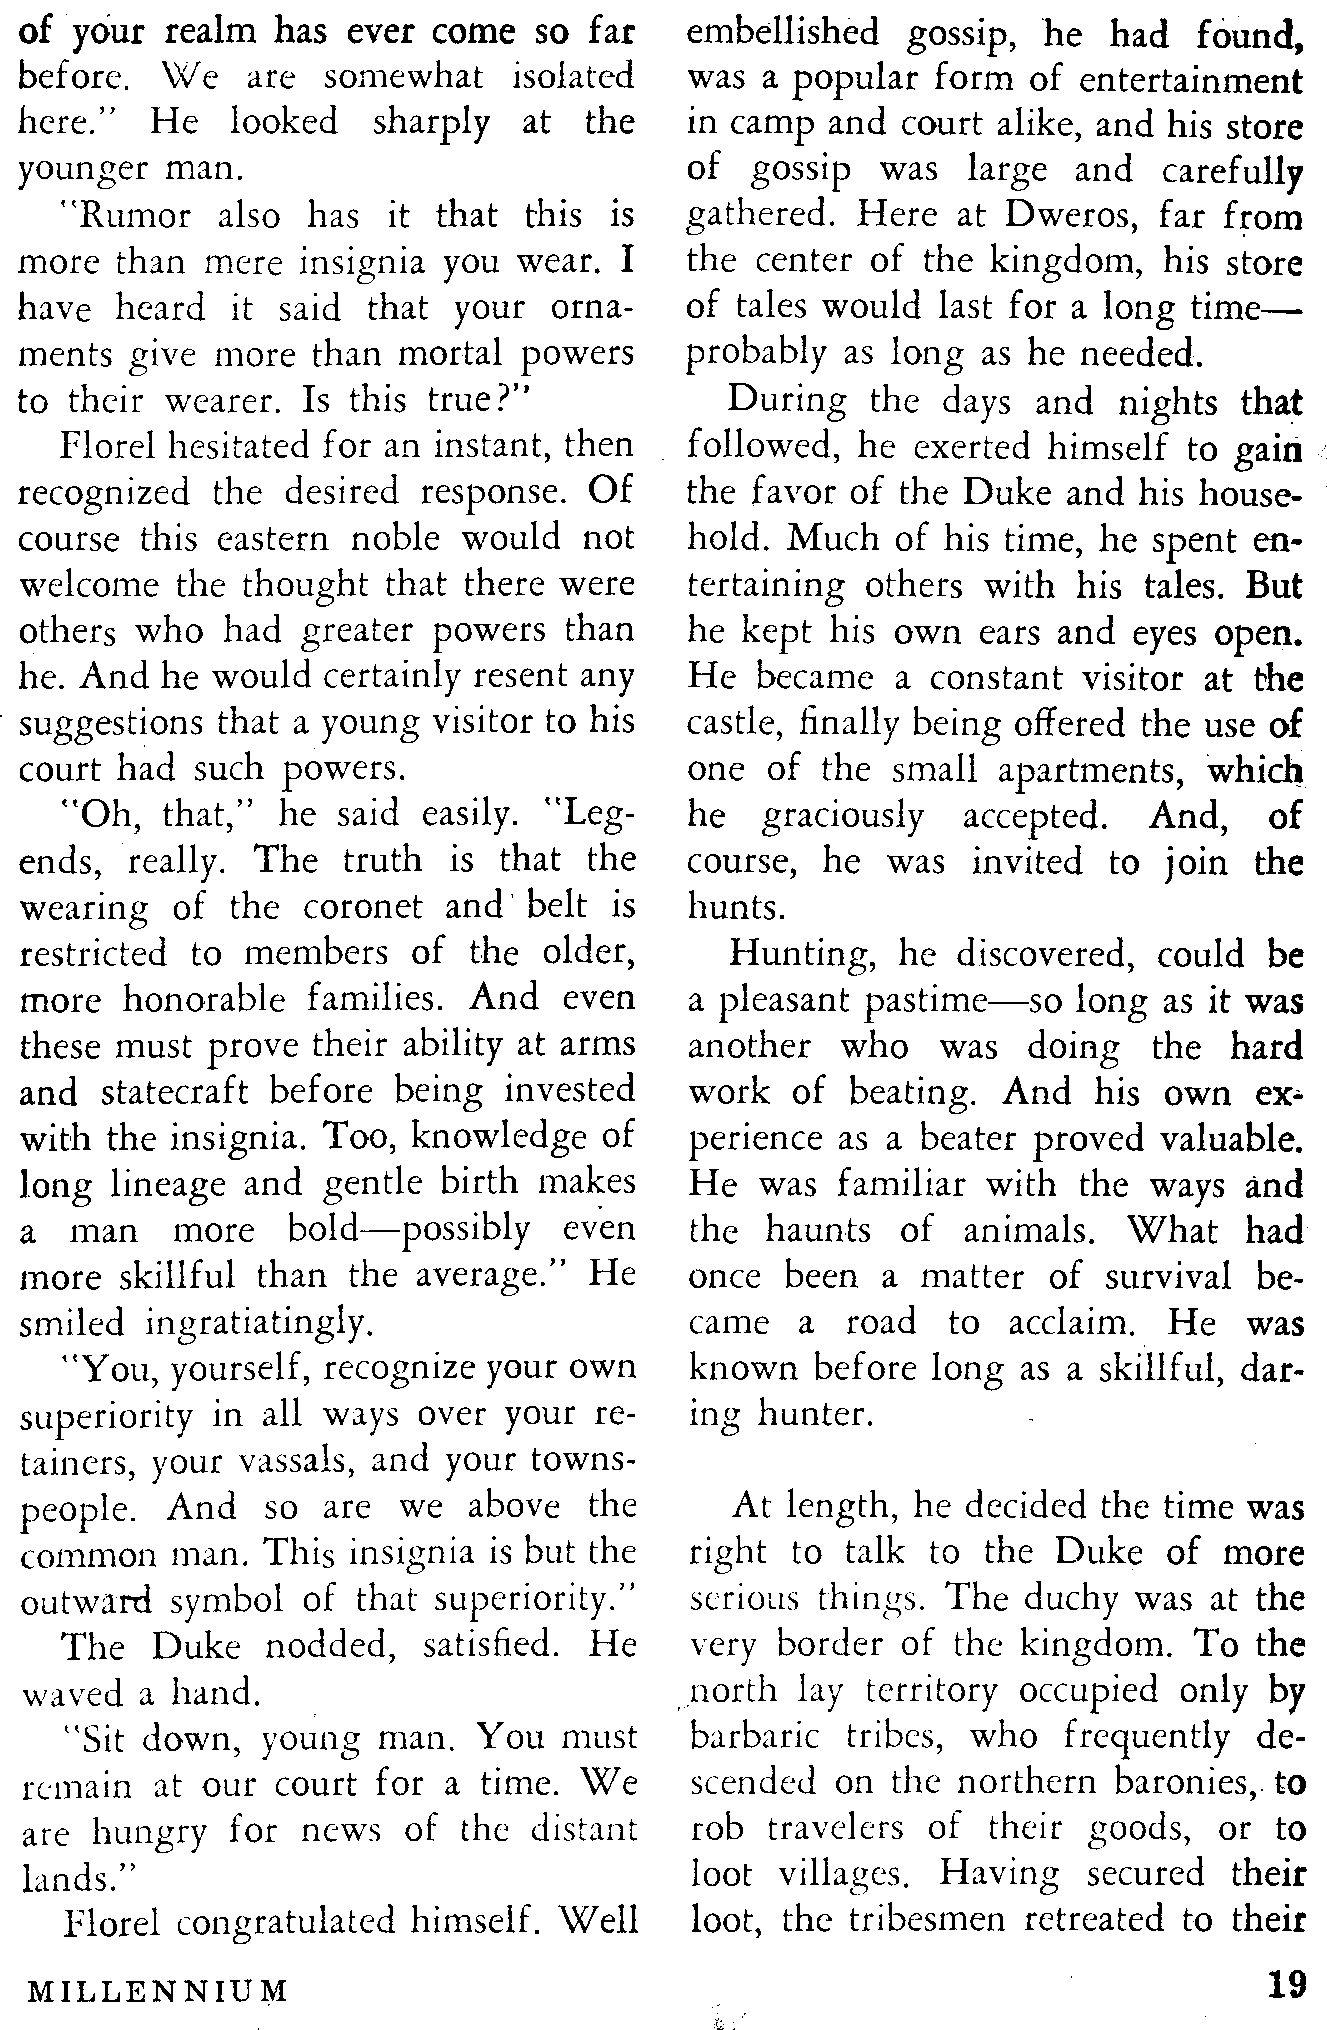 of your realm has ever come so far
before. We are somewhat isolated
here." He looked sharply at the
younger man.
"Rumor also has it that this is
more than mere insignia you wear. I
have heard it said that your orna-
ments give more than mortal powers
to their wearer. Is this true?"
Florel hesitated for an instant, then
recognized the desired response. Of
course this eastern noble would not
welcome the thought that there were
others who had greater powers than
he. And he would certainly resent any
suggestions that a young visitor to his
court had such powers.
"Oh, that," he said easily. "Leg-
ends, really. The truth is that the
wearing of the coronet and belt is
restricted to members of the older,
more honorable families. And even
these must prove their ability at arms
and statecraft before being invested
with the insignia. Too, knowledge of
long lineage and gentle birth makes
a man more bold—possibly even
more skillful than the average." He
smiled ingratiatingly.
"You, yourself, recognize your own
superiority in all ways over your re-
tainers, your vassals, and your towns-
people. And so are we above the
common man. This insignia is but the
outward symbol of that superiority."
The Duke nodded, satisfied. He
waved a hand.
"Sit down, young man. You must
remain at our court for a time. We
are hungry for news of the distant
lands."
Florel congratulated himself. Well
embellished gossip, he had found,
was a popular form of entertainment
in camp and court alike, and his store
of gossip was large and carefully
gathered. Here at Dweros, far from
the center of the kingdom, his store
of tales would last for a long time—
probably as long as he needed.
During the days and nights that
followed, he exerted himself to gain
the favor of the Duke and his house-
hold. Much of his time, he spent en-
tertaining others with his tales. But
he kept his own ears and eyes open.
He became a constant visitor at the
castle, finally being offered the use of
one of the small apartments, which
he graciously accepted. And, of
course, he was invited to join the
hunts.
Hunting, he discovered, could be
a pleasant pastime—so long as it was
another who was doing the hard
work of beating. And his own ex-
perience as a beater proved valuable.
He was familiar with the ways and
the haunts of animals. What had
once been a matter of survival be-
came a road to acclaim. He was
known before long as a skillful, dar-
ing hunter.
At length, he decided the time was
right to talk to the Duke of more
serious things. The duchy was at the
very border of the kingdom. To the
north lay territory occupied only by
barbaric tribes, who frequently de-
scended on the northern baronies, to
rob travelers of their goods, or to
loot villages. Having secured their
loot, the tribesmen retreated to their
MILLENNIUM
19